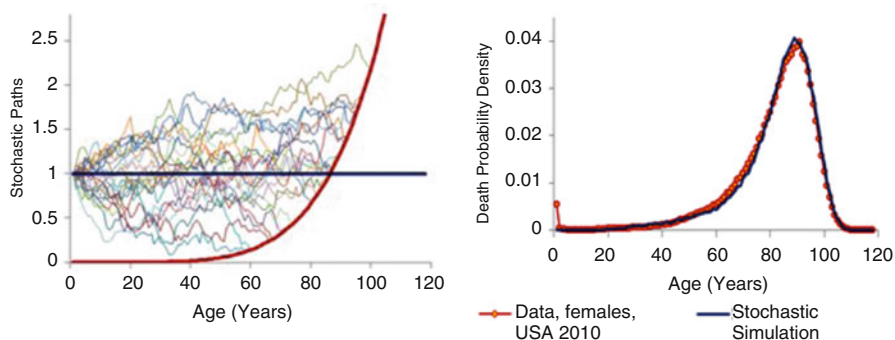 Stochastic Paths
2.5
2
1.5
1
0.5
0
0 20 40 60 80 100 120
Age (Years)
Death Probability Density
0.04
0.03
0.02
0.01
0
0 20 40 60 80 100 120
Age (Years)
Data, females,
USA 2010
Stochastic
Simulation